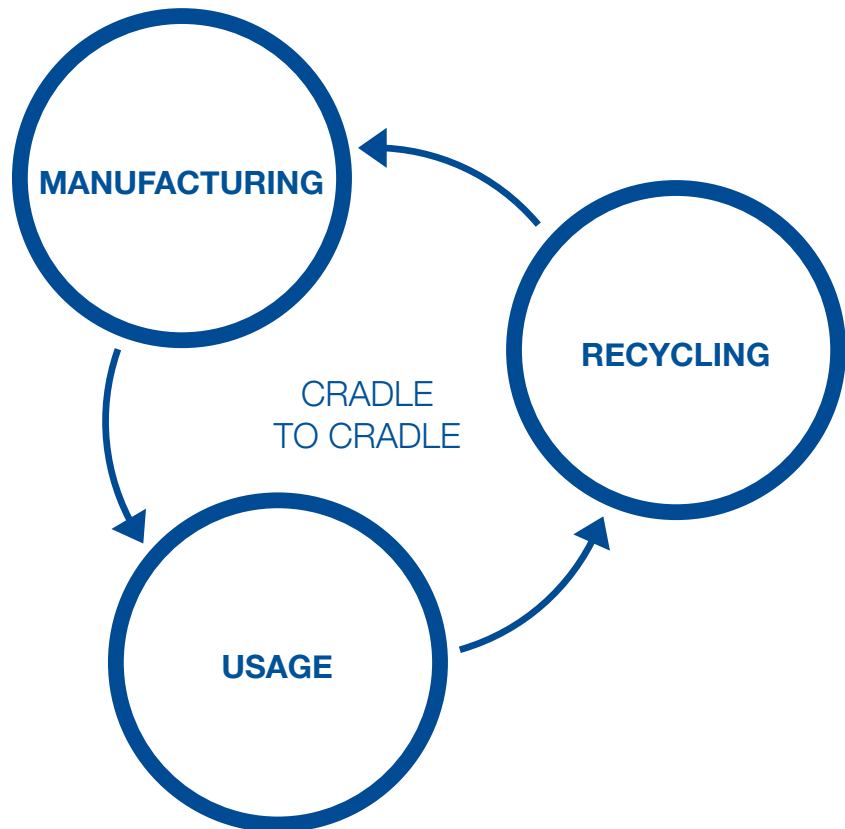 MANUFACTURING
RECYCLING
CRADLE
TO CRADLE
USAGE